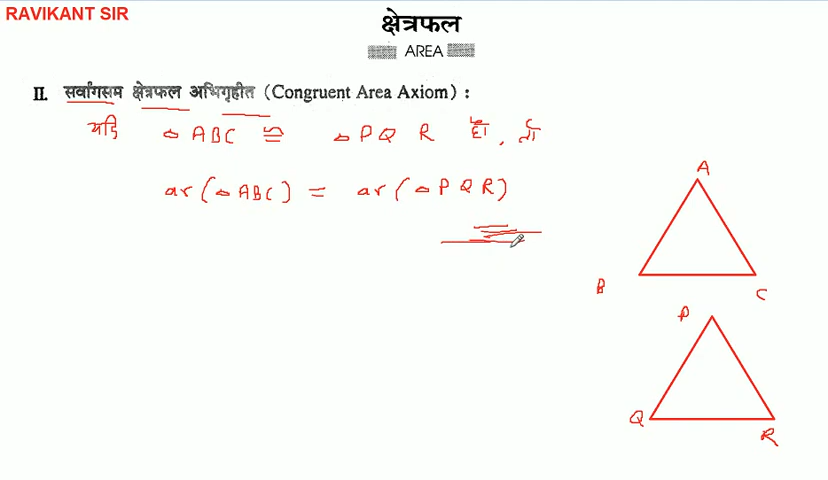 RAVIKANT SIR
क्षेत्रफल
AREA
II. सर्वांगसम क्षेत्रफल अभिगृहीत (Congruent Area Axiom) :
यदि △ABC ≅ △PQR हो, तो
ar(△ABC) = ar(△PQR)
A
B C
P
Q
R